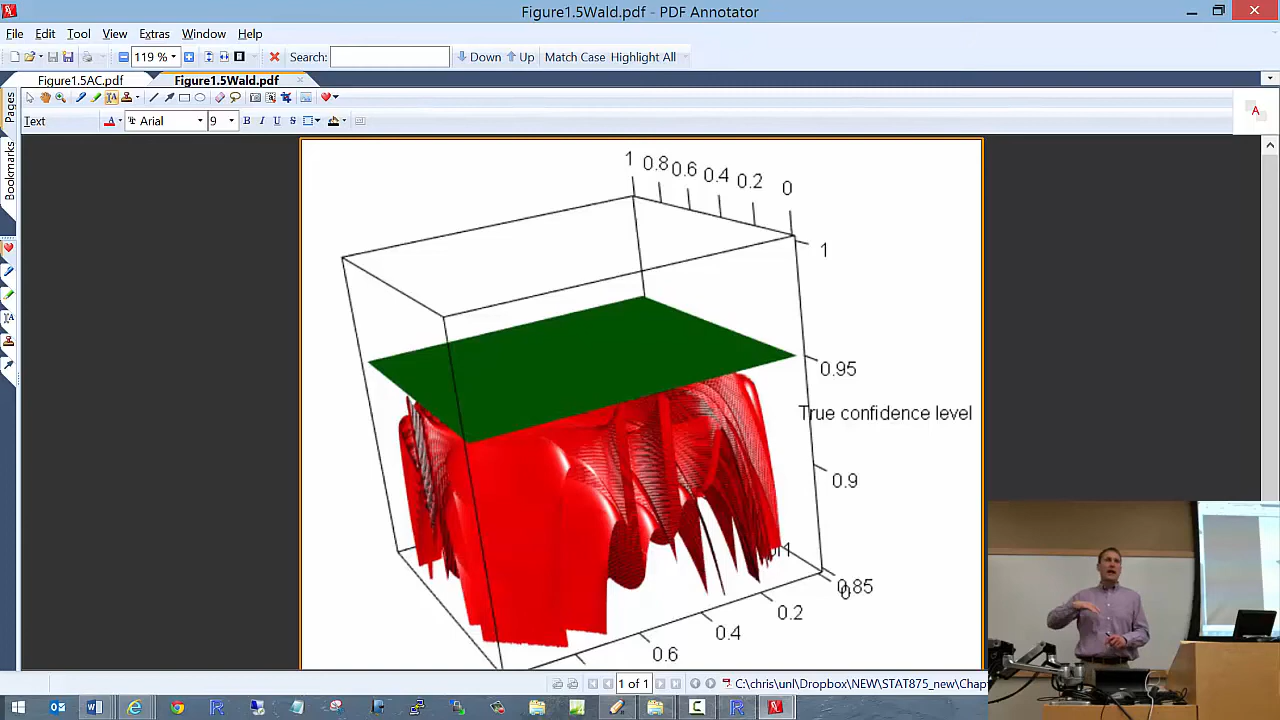 Figure1.5Wald.pdf - PDF Annotator
File Edit Tool View Extras Window Help
119 % Search: Down Up Match Case Highlight All
Figure1.5AC.pdf Figure1.5Wald.pdf
Text Arial 9 B I U S
A
Pages
Bookmarks
1 0.8 0.6 0.4 0.2 0
1
0.95
True confidence level
0.9
0.85
0
0.2
0.4
0.6
1 of 1 C:\chris\unl\Dropbox\NEW\STAT875_new\Chap